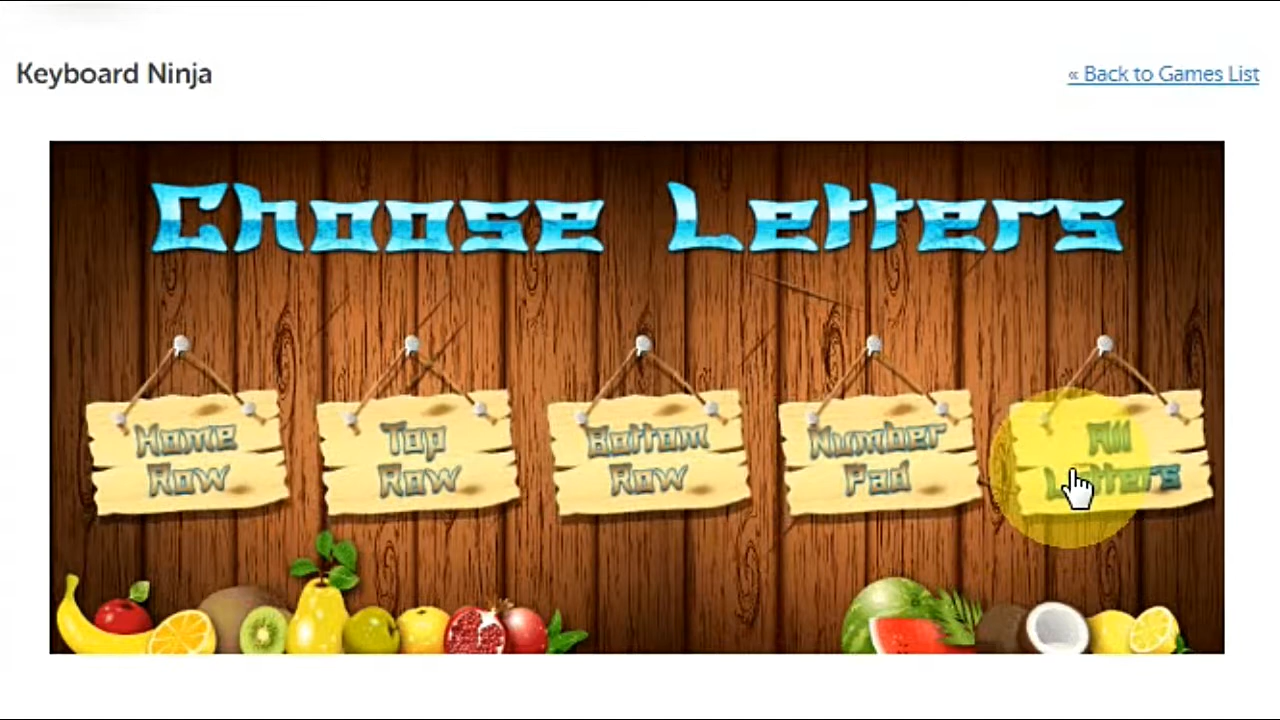 Keyboard Ninja
« Back to Games List
Choose Letters
Home
Row
Top
Row
Bottom
Row
Number
Pad
All
Letters